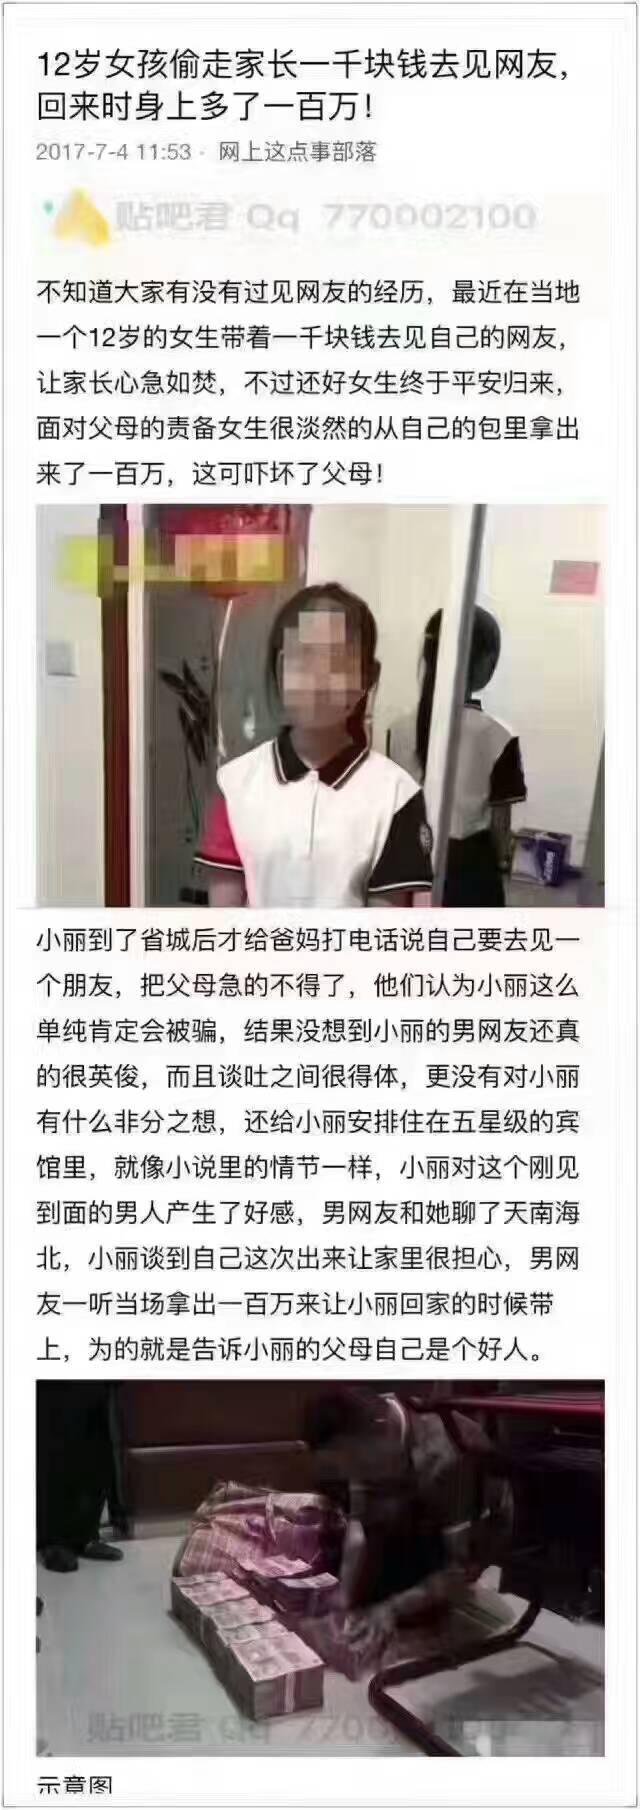 12岁女孩偷走家长一千块钱去见网友，
回来时身上多了一百万！
2017-7-4 11:53 · 网上这点事部落
贴吧君 Qq 770002100
不知道大家有没有过见网友的经历，最近在当地
一个12岁的女生带着一千块钱去见自己的网友，
让家长心急如焚，不过还好女生终于平安归来，
面对父母的责备女生很淡然的从自己的包里拿出
来了一百万，这可吓坏了父母！
小丽到了省城后才给爸妈打电话说自己要去见一
个朋友，把父母急的不得了，他们认为小丽这么
单纯肯定会被骗，结果没想到小丽的男网友还真
的很英俊，而且谈吐之间很得体，更没有对小丽
有什么非分之想，还给小丽安排住在五星级的宾
馆里，就像小说里的情节一样，小丽对这个刚见
到面的男人产生了好感，男网友和她聊了天南海
北，小丽谈到自己这次出来让家里很担心，男网
友一听当场拿出一百万来让小丽回家的时候带
上，为的就是告诉小丽的父母自己是个好人。
贴吧君 Qq
示意图